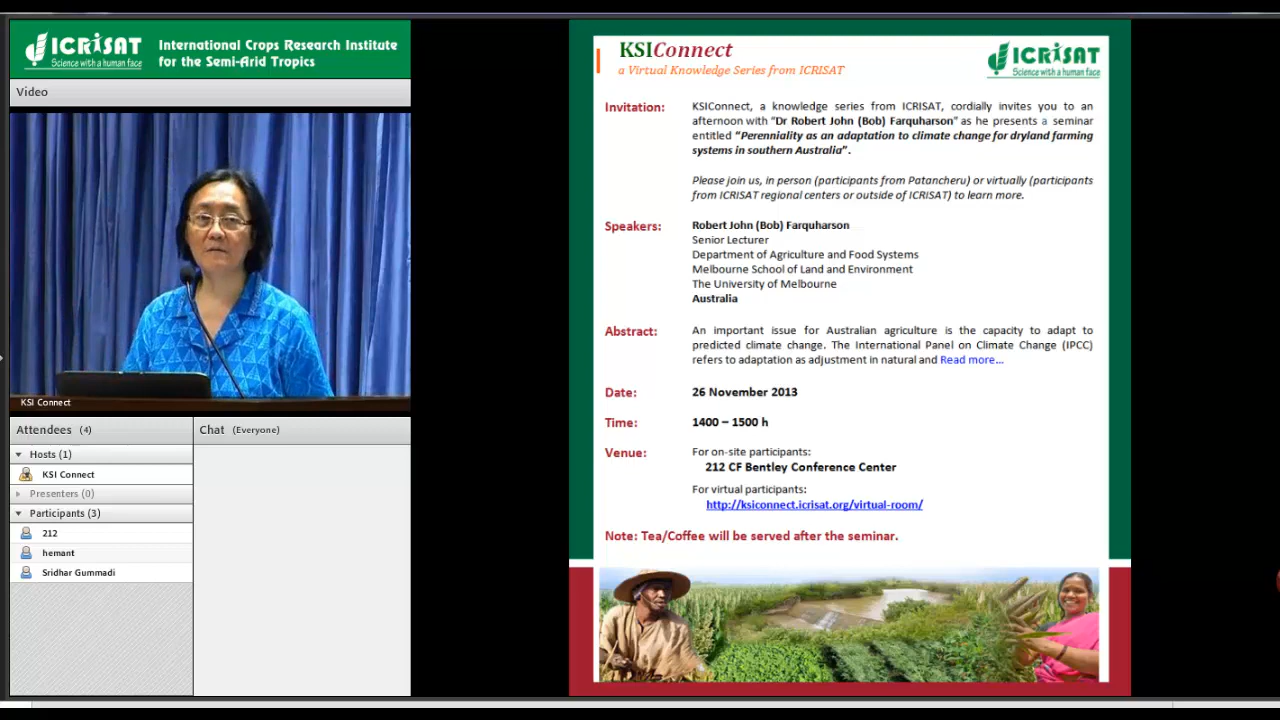 ICRISAT
Science with a human face
International Crops Research Institute
for the Semi-Arid Tropics
Video
KSI Connect
Attendees (4)
Hosts (1)
KSI Connect
Presenters (0)
Participants (3)
212
hemant
Sridhar Gummadi
Chat (Everyone)
KSIConnect
a Virtual Knowledge Series from ICRISAT
ICRISAT
Science with a human face
Invitation: KSIConnect, a knowledge series from ICRISAT, cordially invites you to an
afternoon with "Dr Robert John (Bob) Farquharson" as he presents a seminar
entitled "Perenniality as an adaptation to climate change for dryland farming
systems in southern Australia".
Please join us, in person (participants from Patancheru) or virtually (participants
from ICRISAT regional centers or outside of ICRISAT) to learn more.
Speakers: Robert John (Bob) Farquharson
Senior Lecturer
Department of Agriculture and Food Systems
Melbourne School of Land and Environment
The University of Melbourne
Australia
Abstract: An important issue for Australian agriculture is the capacity to adapt to
predicted climate change. The International Panel on Climate Change (IPCC)
refers to adaptation as adjustment in natural and Read more...
Date: 26 November 2013
Time: 1400 – 1500 h
Venue: For on-site participants:
212 CF Bentley Conference Center
For virtual participants:
http://ksiconnect.icrisat.org/virtual-room/
Note: Tea/Coffee will be served after the seminar.